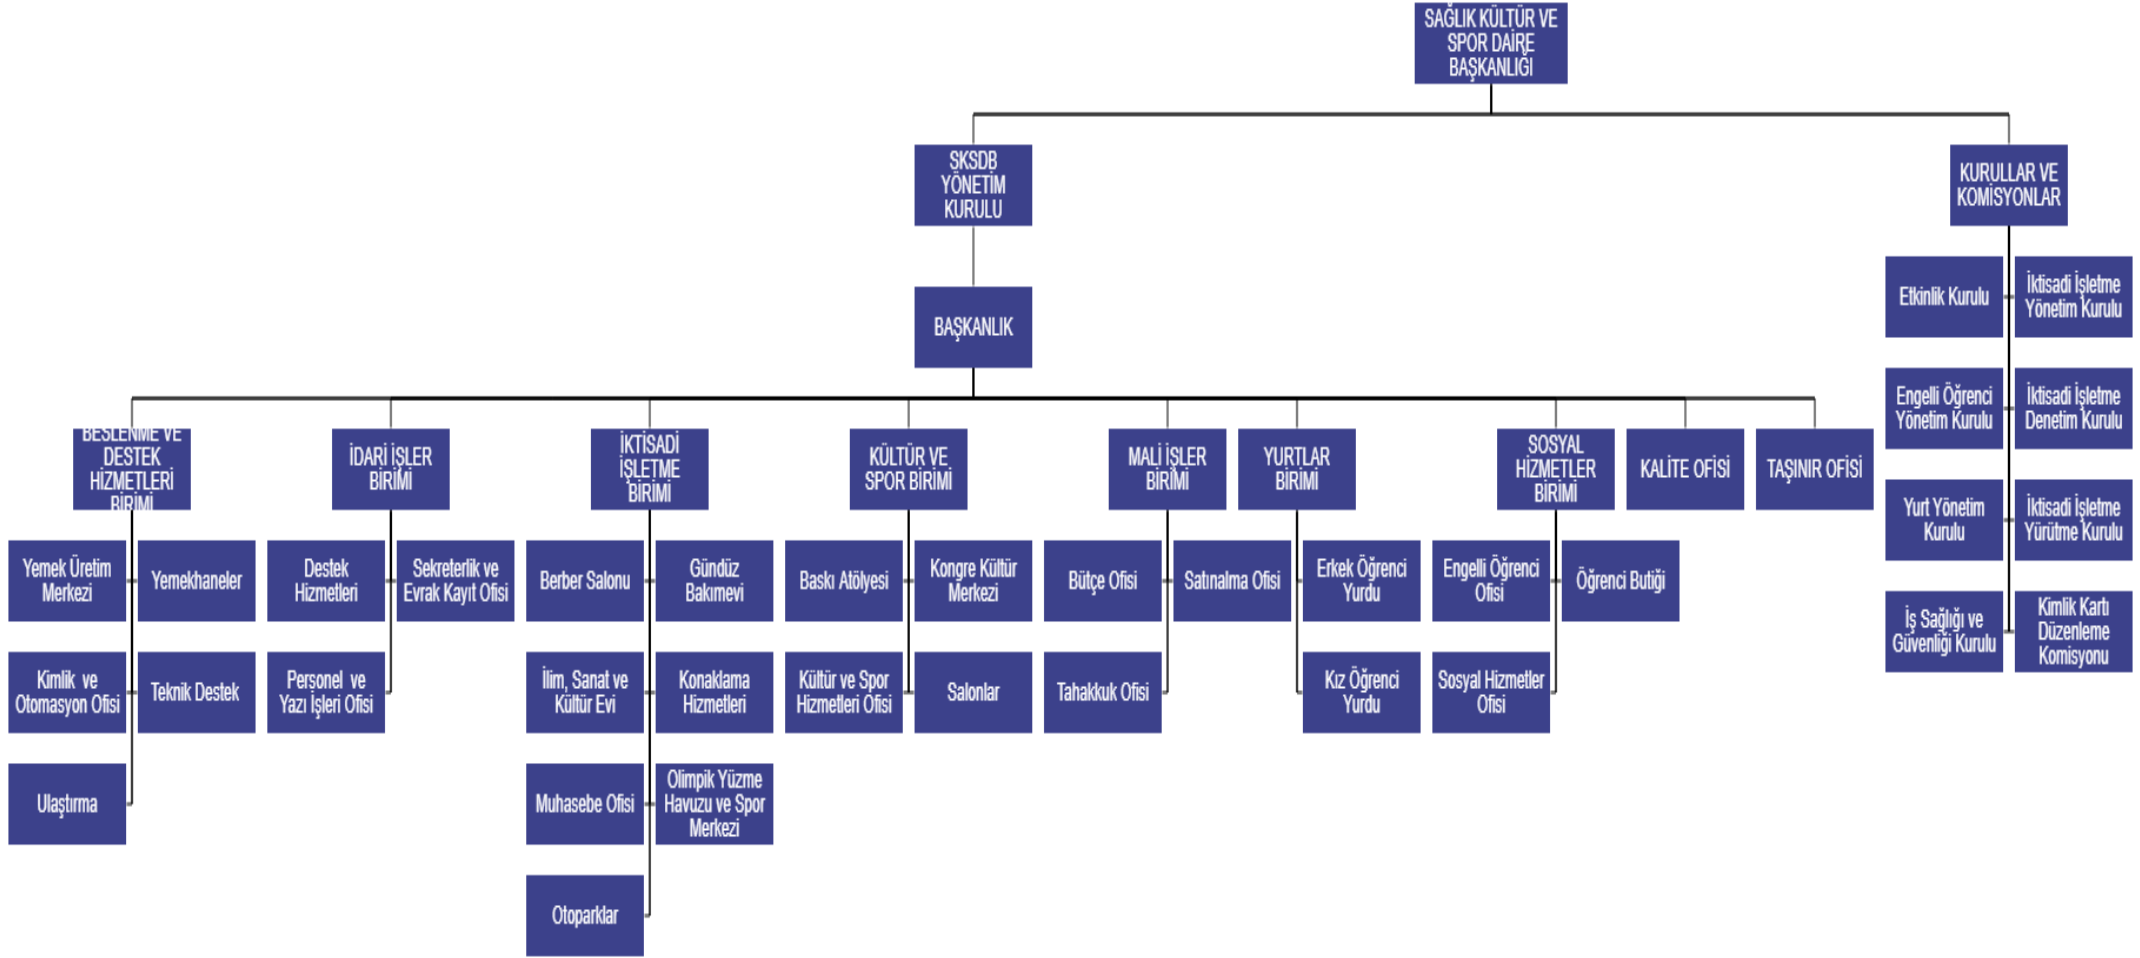 SAĞLIK KÜLTÜR VE
SPOR DAİRE
BAŞKANLIĞI
SKSDB
YÖNETİM
KURULU
KURULLAR VE
KOMİSYONLAR
BAŞKANLIK
Etkinlik Kurulu
İktisadi İşletme
Yönetim Kurulu
Engelli Öğrenci
Yönetim Kurulu
İktisadi İşletme
Denetim Kurulu
Yurt Yönetim
Kurulu
İktisadi İşletme
Yürütme Kurulu
İş Sağlığı ve
Güvenliği Kurulu
Kimlik Kartı
Düzenleme
Komisyonu
BESLENME VE
DESTEK
HİZMETLERİ
BİRİMİ
İDARİ İŞLER
BİRİMİ
İKTİSADİ
İŞLETME
BİRİMİ
KÜLTÜR VE
SPOR BİRİMİ
MALİ İŞLER
BİRİMİ
YURTLAR
BİRİMİ
SOSYAL
HİZMETLER
BİRİMİ
KALİTE OFİSİ
TAŞINIR OFİSİ
Yemek Üretim
Merkezi
Yemekhaneler
Kimlik ve
Otomasyon Ofisi
Teknik Destek
Ulaştırma
Destek
Hizmetleri
Sekreterlik ve
Evrak Kayıt Ofisi
Personel ve
Yazı İşleri Ofisi
Berber Salonu
Gündüz
Bakımevi
İlim, Sanat ve
Kültür Evi
Konaklama
Hizmetleri
Muhasebe Ofisi
Olimpik Yüzme
Havuzu ve Spor
Merkezi
Otoparklar
Baskı Atölyesi
Kongre Kültür
Merkezi
Kültür ve Spor
Hizmetleri Ofisi
Salonlar
Bütçe Ofisi
Satınalma Ofisi
Tahakkuk Ofisi
Erkek Öğrenci
Yurdu
Kız Öğrenci
Yurdu
Engelli Öğrenci
Ofisi
Öğrenci Butiği
Sosyal Hizmetler
Ofisi